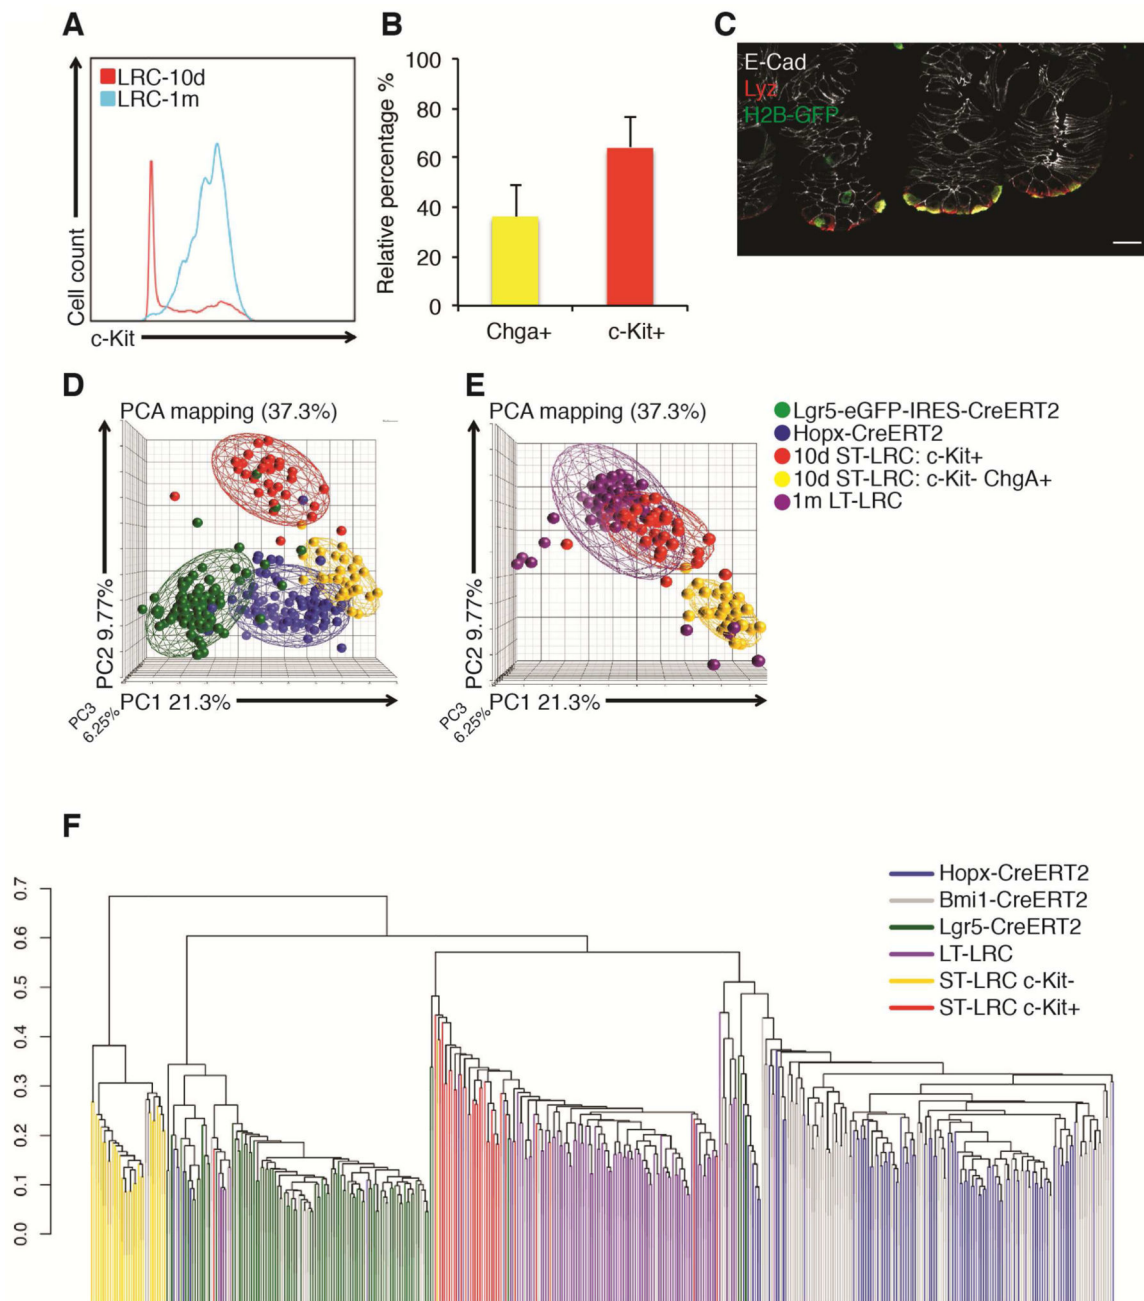 A
LRC-10d
LRC-1m
Cell count
c-Kit
B
100
80
60
40
20
0
Relative percentage %
Chga+
c-Kit+
C
E-Cad
Lyz
H2B-GFP
D
PCA mapping (37.3%)
PC2 9.77%
PC3
6.25%
PC1 21.3%
E
PCA mapping (37.3%)
PC2 9.77%
PC3
6.25%
PC1 21.3%
Lgr5-eGFP-IRES-CreERT2
Hopx-CreERT2
10d ST-LRC: c-Kit+
10d ST-LRC: c-Kit- ChgA+
1m LT-LRC
F
0.7
0.6
0.5
0.4
0.3
0.2
0.1
0.0
Hopx-CreERT2
Bmi1-CreERT2
Lgr5-CreERT2
LT-LRC
ST-LRC c-Kit-
ST-LRC c-Kit+